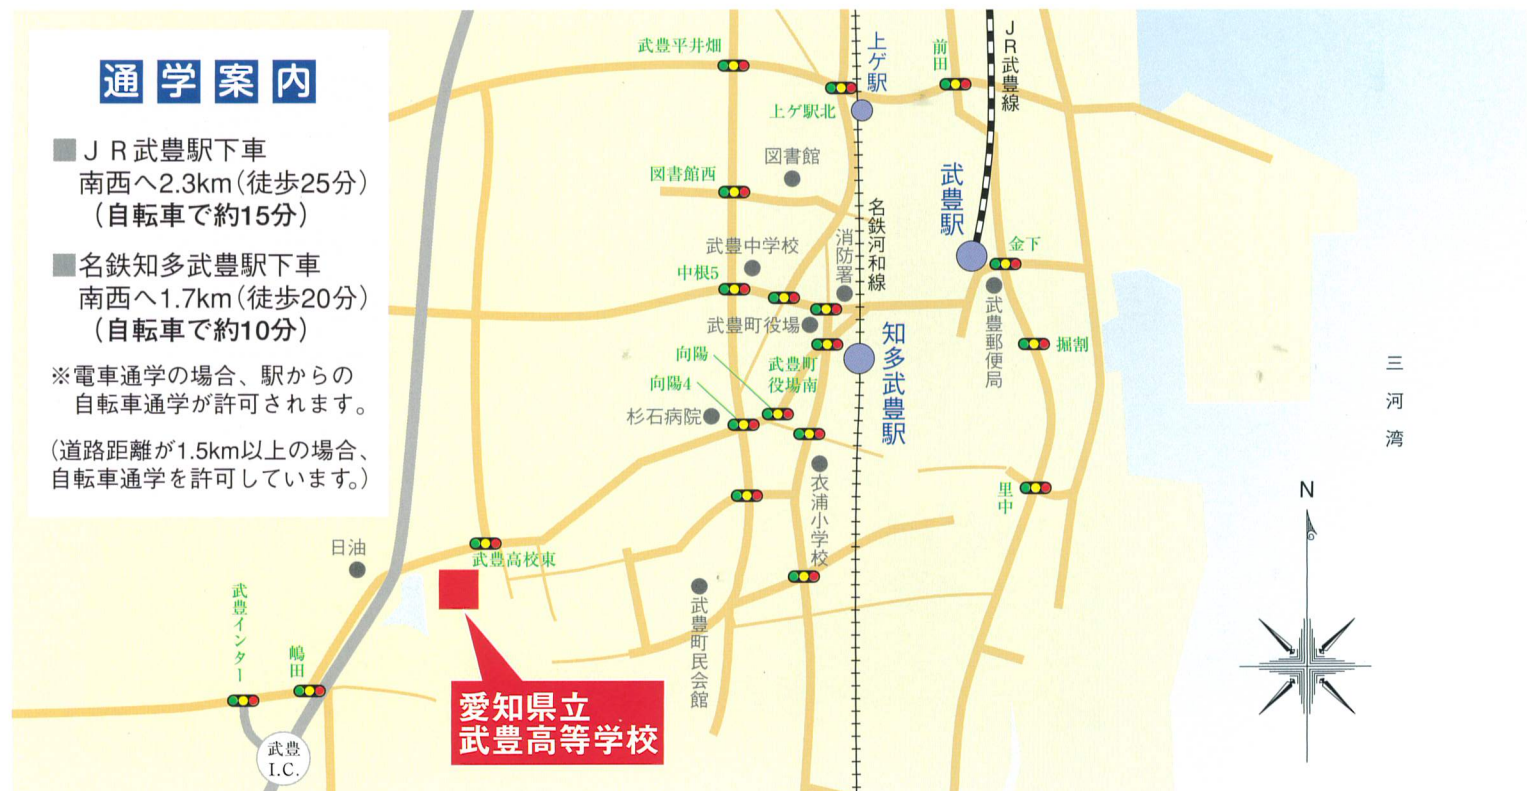 通学案内
■JR武豊駅下車
南西へ2.3km(徒歩25分)
(自転車で約15分)
■名鉄知多武豊駅下車
南西へ1.7km(徒歩20分)
(自転車で約10分)
※電車通学の場合、駅からの
自転車通学が許可されます。
(道路距離が1.5km以上の場合、
自転車通学を許可しています。)
武豊平井畑
上ゲ駅
前田
JR武豊線
上ゲ駅北
図書館
図書館西
武豊駅
名鉄河和線
消防署
武豊中学校
金下
中根5
武豊町役場
武豊郵便局
知多武豊駅
掘割
向陽
武豊町
役場南
向陽4
杉石病院
三河湾
衣浦小学校
里中
N
日油
武豊高校東
武豊インター
嶋田
武豊町民会館
愛知県立
武豊高等学校
武豊
I.C.